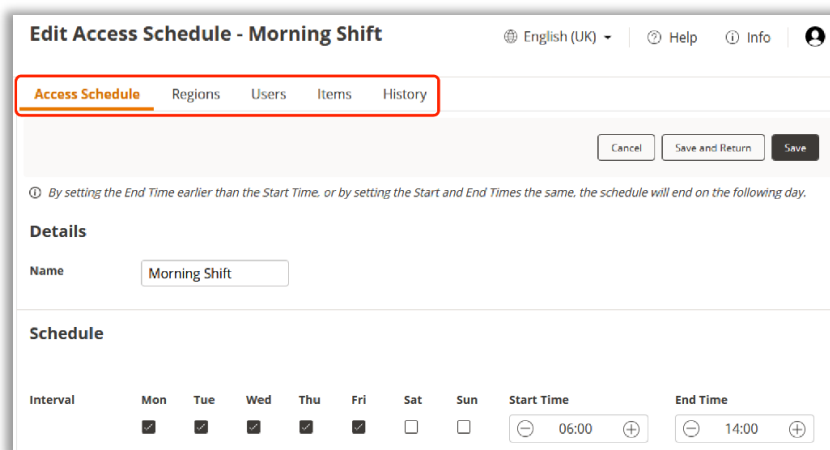 Edit Access Schedule - Morning Shift
English (UK)
Help
Info
Access Schedule
Regions
Users
Items
History
Cancel
Save and Return
Save
By setting the End Time earlier than the Start Time, or by setting the Start and End Times the same, the schedule will end on the following day.
Details
Name
Morning Shift
Schedule
Interval
Mon
Tue
Wed
Thu
Fri
Sat
Sun
Start Time
End Time
06:00
14:00